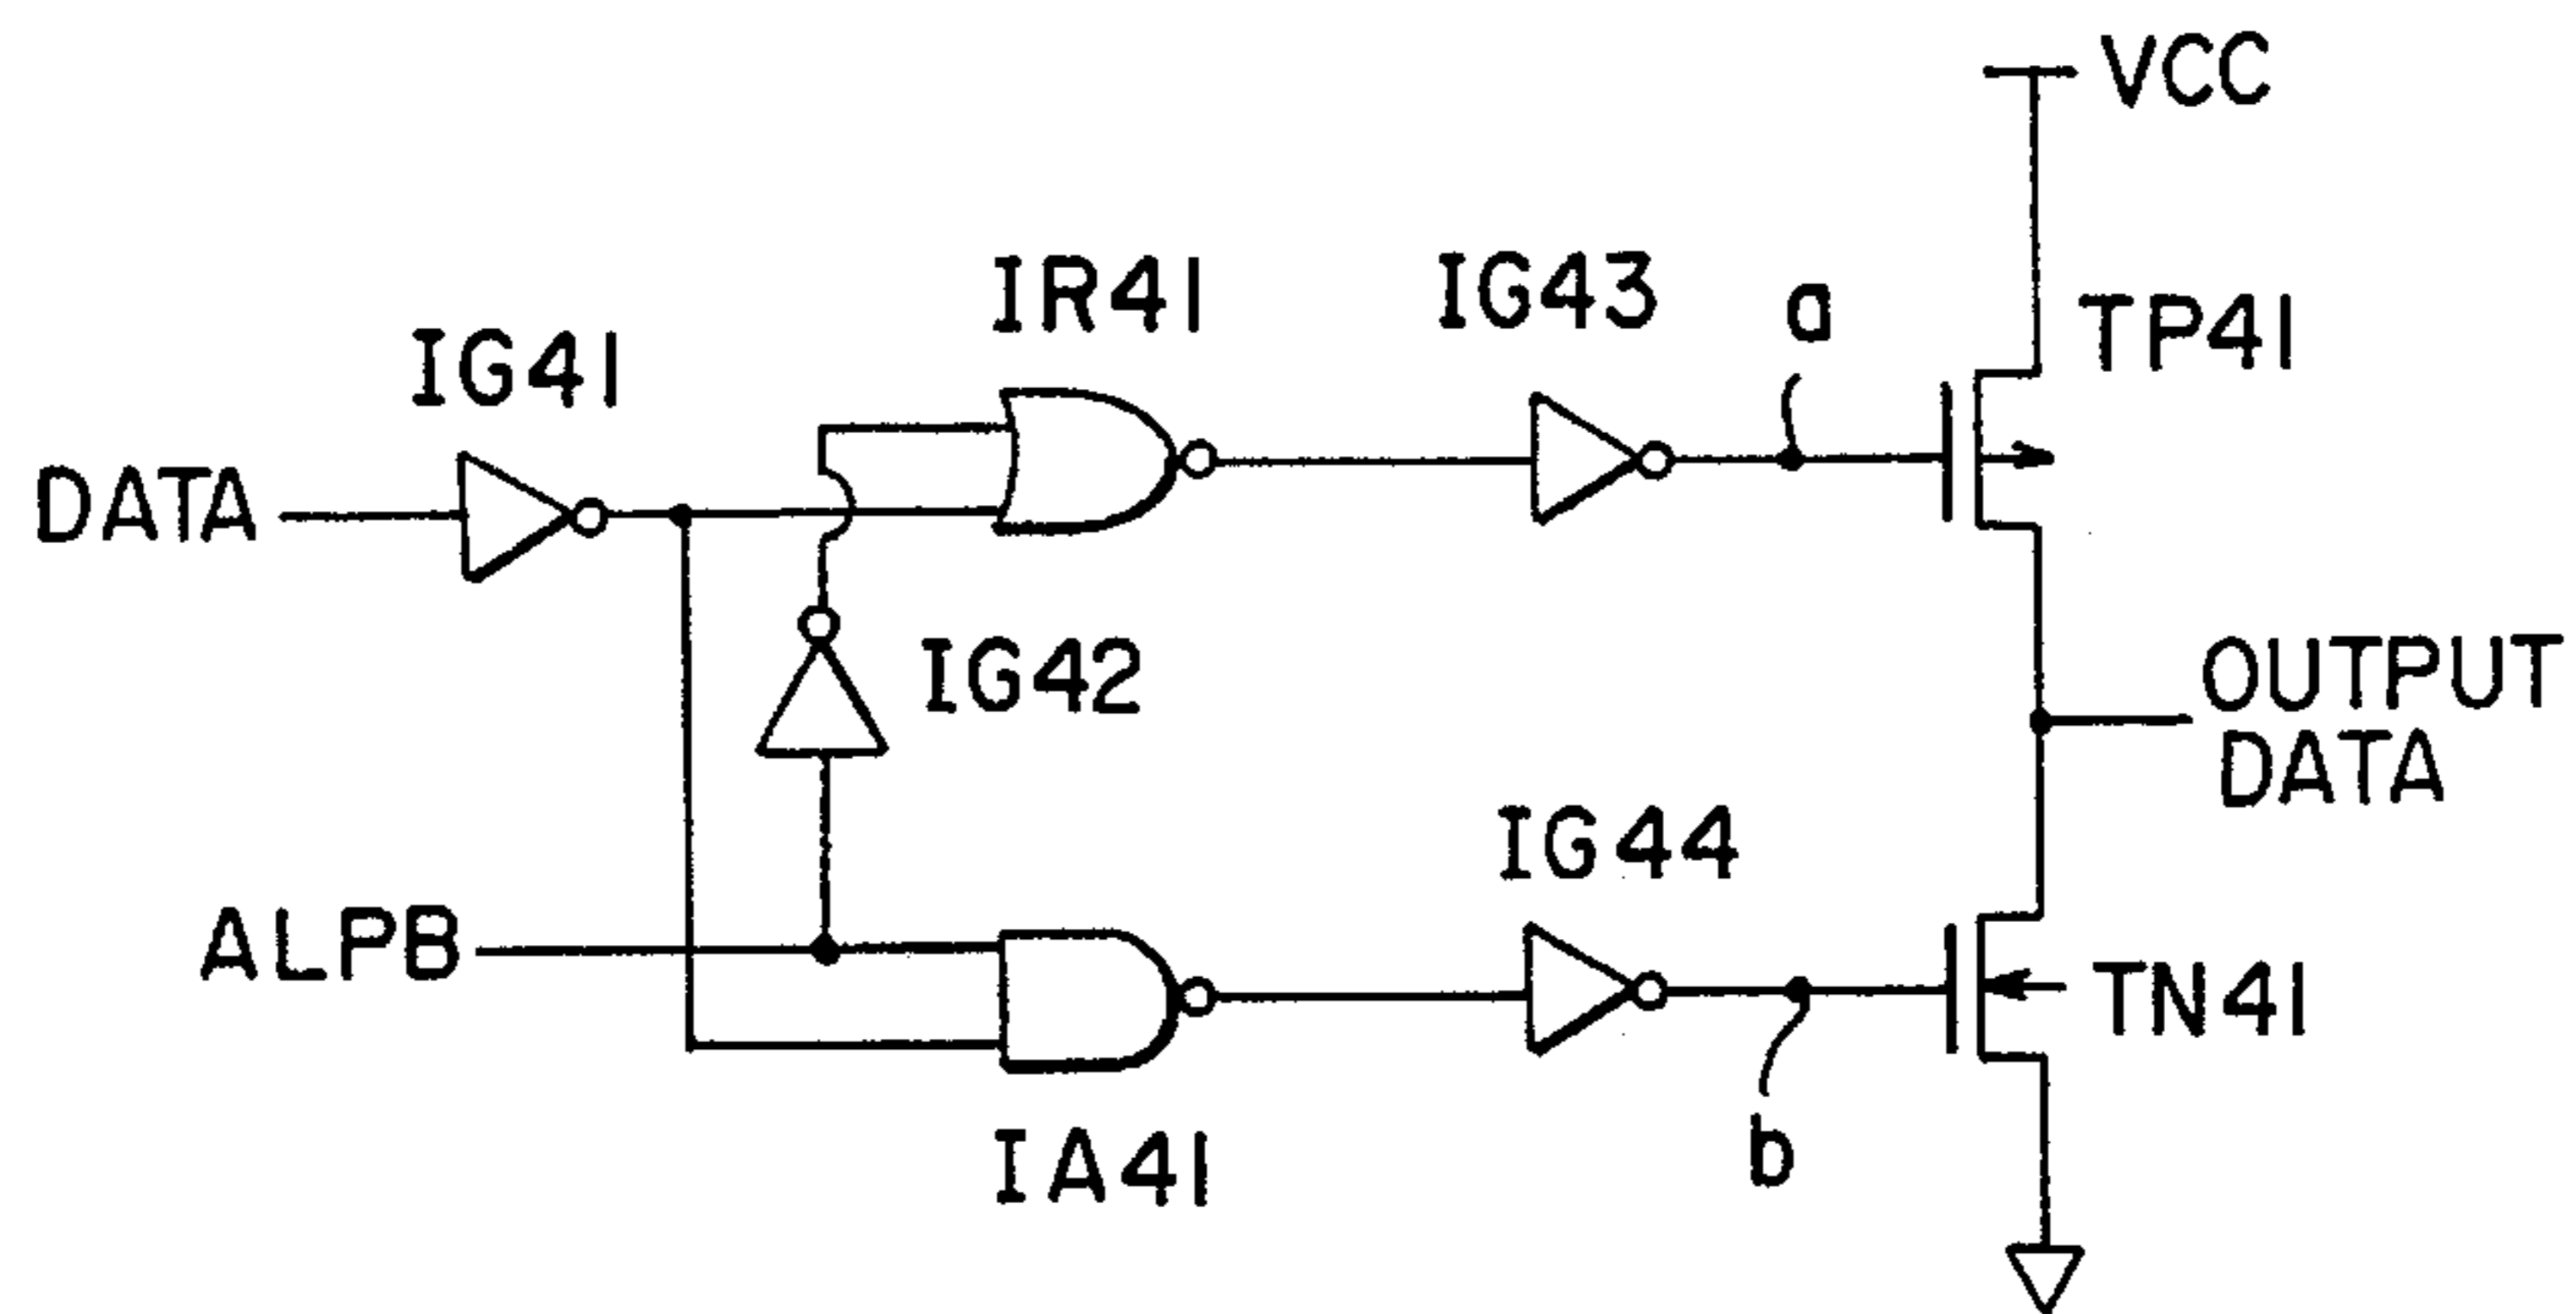 VCC
IR41
IG43
a
TP41
IG41
DATA
IG42
OUTPUT
DATA
IG44
ALPB
TN41
b
IA41